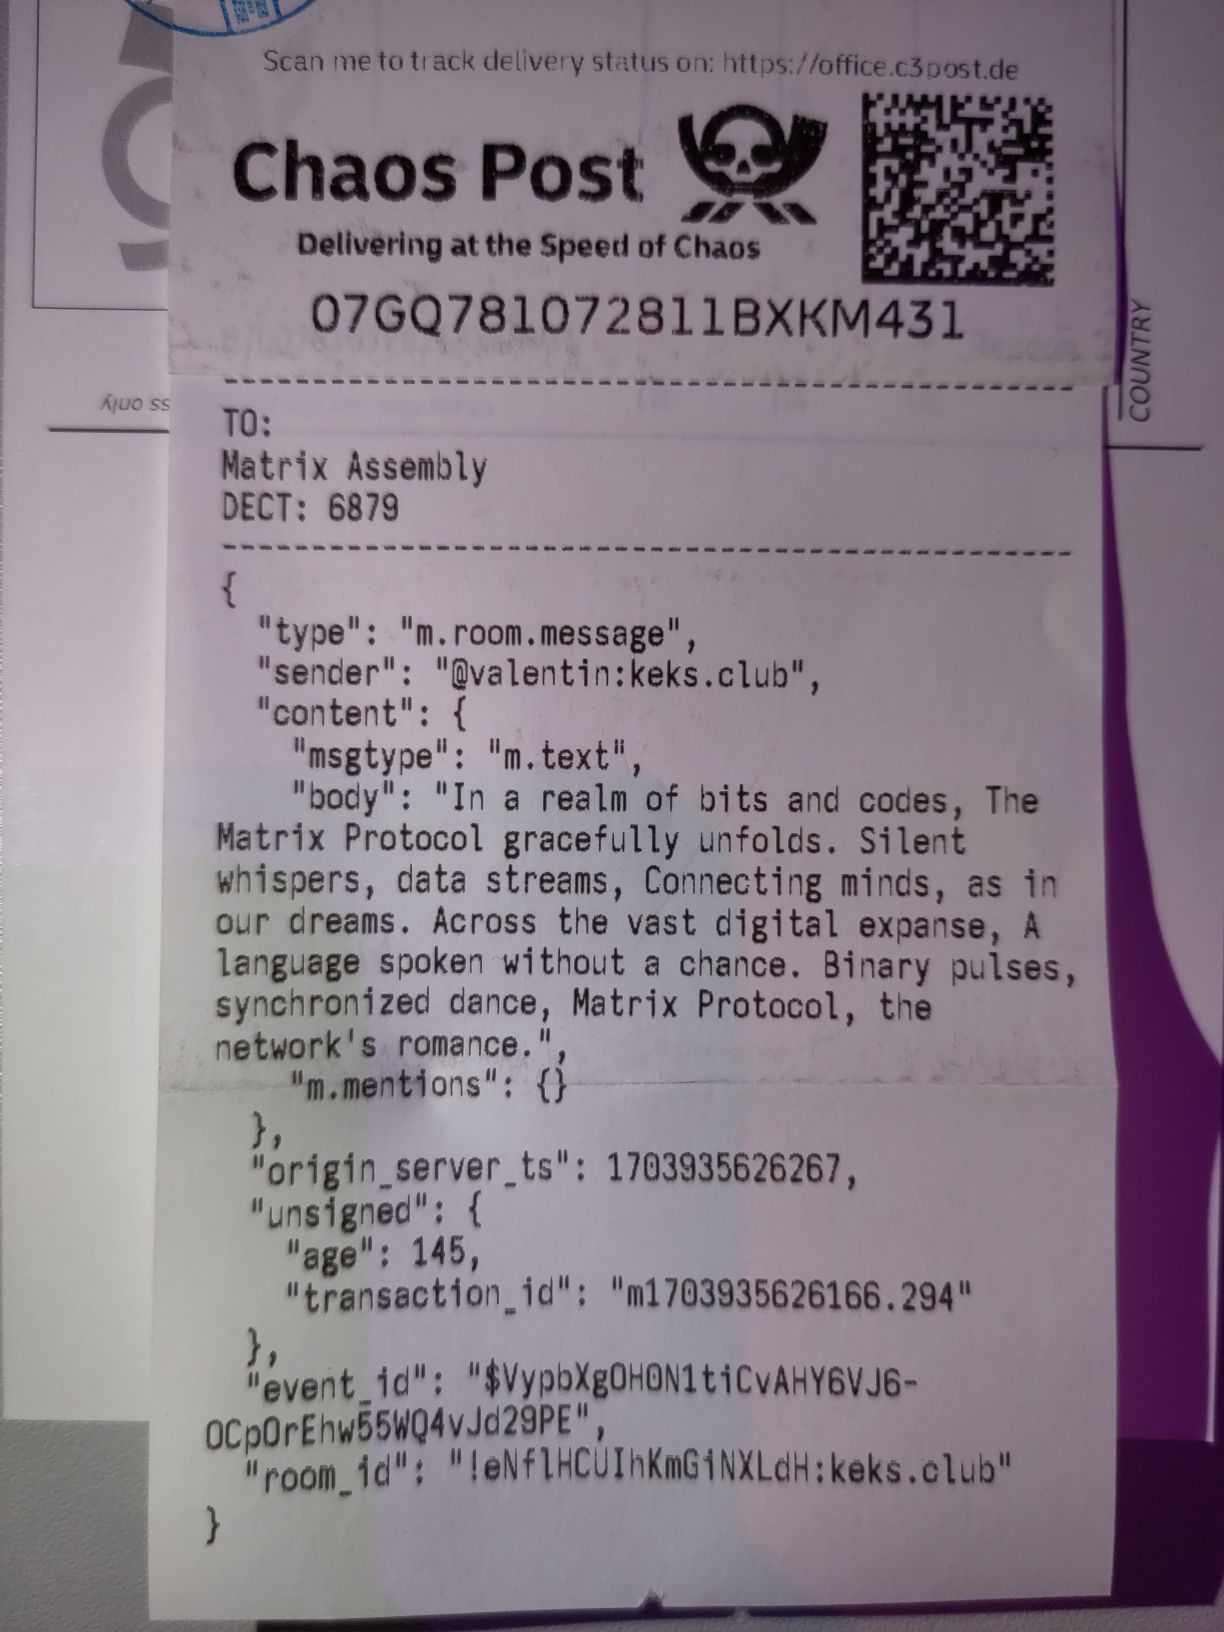 Scan me to track delivery status on: https://office.c3post.de
Chaos Post
Delivering at the Speed of Chaos
07GQ781072811BXKM431
COUNTRY
ss only
TO:
Matrix Assembly
DECT: 6879
{
"type": "m.room.message",
"sender": "@valentin:keks.club",
"content": {
"msgtype": "m.text",
"body": "In a realm of bits and codes, The
Matrix Protocol gracefully unfolds. Silent
whispers, data streams, Connecting minds, as in
our dreams. Across the vast digital expanse, A
language spoken without a chance. Binary pulses,
synchronized dance, Matrix Protocol, the
network's romance.",
"m.mentions": {}
},
"origin_server_ts": 1703935626267,
"unsigned": {
"age": 145,
"transaction_id": "m1703935626166.294"
},
"event_id": "$VypbXgOH0N1tiCvAHY6VJ6-
OCpOrEhw55WQ4vJd29PE",
"room_id": "!eNflHCUIhKmGiNXLdH:keks.club"
}